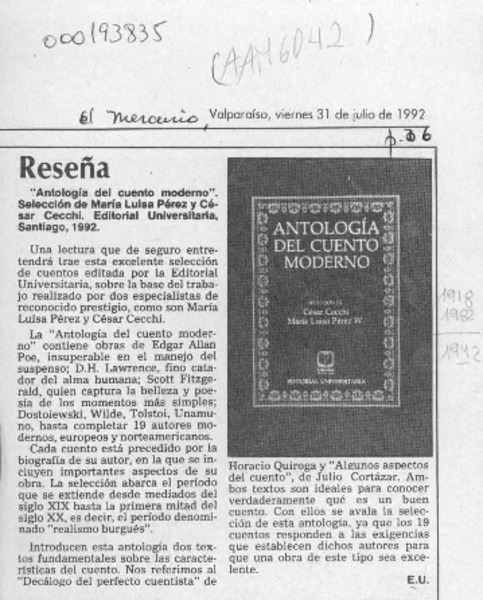 000193835
(AAH6042)
El Mercurio, Valparaíso, viernes 31 de julio de 1992
p.36
Reseña
"Antología del cuento moderno".
Selección de María Luisa Pérez y Cé-
sar Cecchi. Editorial Universitaria,
Santiago, 1992.
Una lectura que de seguro entre-
tendrá trae esta excelente selección
de cuentos editada por la Editorial
Universitaria, sobre la base del traba-
jo realizado por dos especialistas de
reconocido prestigio, como son María
Luisa Pérez y César Cecchi.
La "Antología del cuento moder-
no" contiene obras de Edgar Allan
Poe, insuperable en el manejo del
suspenso; D.H. Lawrence, fino cata-
dor del alma humana; Scott Fitzge-
rald, quien captura la belleza y poe-
sía de los momentos más simples;
Dostoiewski, Wilde, Tolstoi, Unamu-
no, hasta completar 19 autores mo-
dernos, europeos y norteamericanos.
Cada cuento está precedido por la
biografía de su autor, en la que se in-
cluyen importantes aspectos de su
obra. La selección abarca el período
que se extiende desde mediados del
siglo XIX hasta la primera mitad del
siglo XX, es decir, el período denomi-
nado "realismo burgués".
Introducen esta antología dos tex-
tos fundamentales sobre las caracte-
rísticas del cuento. Nos referimos al
"Decálogo del perfecto cuentista" de
ANTOLOGÍA
DEL CUENTO
MODERNO
SELECCIÓN DE
César Cecchi
María Luisa Pérez W.
EDITORIAL UNIVERSITARIA
1918
1982
1942
Horacio Quiroga y "Algunos aspectos
del cuento", de Julio Cortázar. Am-
bos textos son ideales para conocer
verdaderamente qué es un buen
cuento. Con ellos se avala la selec-
ción de esta antología, ya que los 19
cuentos responden a las exigencias
que establecen dichos autores para
que una obra de este tipo sea exce-
lente.
E.U.